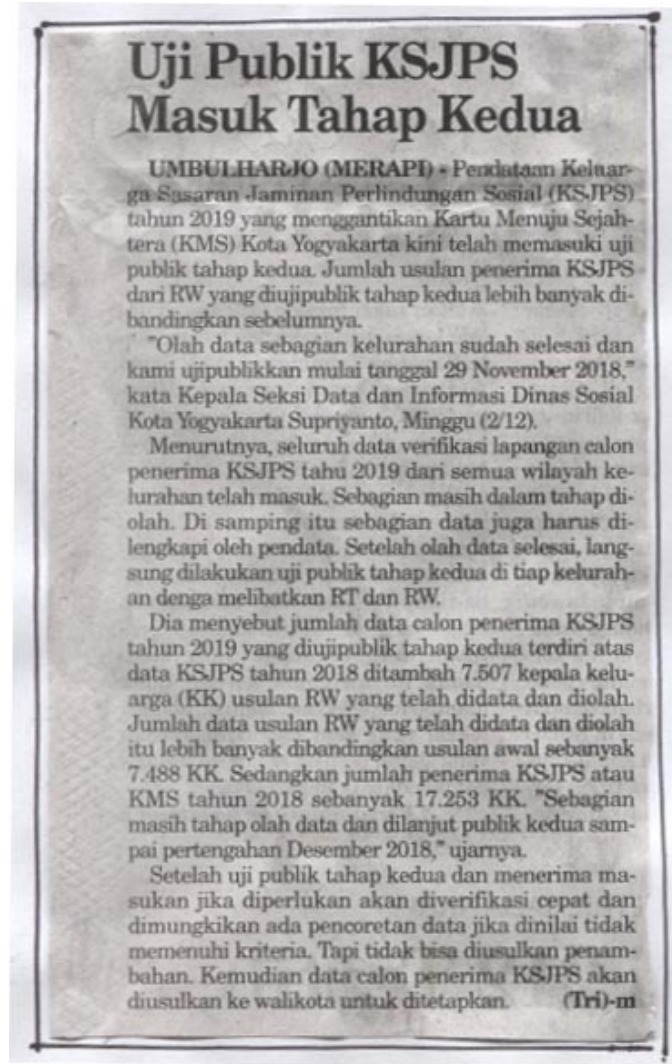 Uji Publik KSJPS
Masuk Tahap Kedua
UMBULHARJO (MERAPI) - Pendataan Keluar-
ga Sasaran Jaminan Perlindungan Sosial (KSJPS)
tahun 2019 yang menggantikan Kartu Menuju Sejah-
tera (KMS) Kota Yogyakarta kini telah memasuki uji
publik tahap kedua. Jumlah usulan penerima KSJPS
dari RW yang diujipublik tahap kedua lebih banyak di-
bandingkan sebelumnya.
"Olah data sebagian kelurahan sudah selesai dan
kami ujipublikkan mulai tanggal 29 November 2018,"
kata Kepala Seksi Data dan Informasi Dinas Sosial
Kota Yogyakarta Supriyanto, Minggu (2/12).
Menurutnya, seluruh data verifikasi lapangan calon
penerima KSJPS tahu 2019 dari semua wilayah ke-
lurahan telah masuk. Sebagian masih dalam tahap di-
olah. Di samping itu sebagian data juga harus di-
lengkapi oleh pendata. Setelah olah data selesai, lang-
sung dilakukan uji publik tahap kedua di tiap kelurah-
an denga melibatkan RT dan RW.
Dia menyebut jumlah data calon penerima KSJPS
tahun 2019 yang diujipublik tahap kedua terdiri atas
data KSJPS tahun 2018 ditambah 7.507 kepala kelu-
arga (KK) usulan RW yang telah didata dan diolah.
Jumlah data usulan RW yang telah didata dan diolah
itu lebih banyak dibandingkan usulan awal sebanyak
7.488 KK. Sedangkan jumlah penerima KSJPS atau
KMS tahun 2018 sebanyak 17.253 KK. "Sebagian
masih tahap olah data dan dilanjut publik kedua sam-
pai pertengahan Desember 2018," ujarnya.
Setelah uji publik tahap kedua dan menerima ma-
sukan jika diperlukan akan diverifikasi cepat dan
dimungkikan ada pencoretan data jika dinilai tidak
memenuhi kriteria. Tapi tidak bisa diusulkan penam-
bahan. Kemudian data calon penerima KSJPS akan
diusulkan ke walikota untuk ditetapkan. (Tri)-m